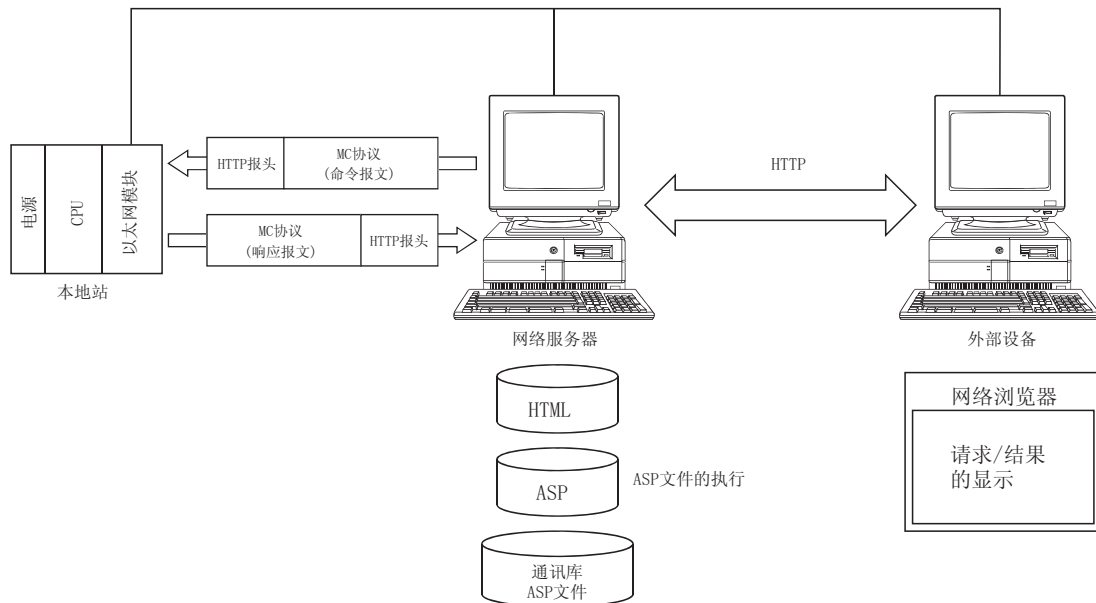 电源
CPU
以太网模块
本地站
HTTP报头
MC协议
(命令报文)
MC协议
(响应报文)
HTTP报头
网络服务器
HTTP
外部设备
HTML
ASP
ASP文件的执行
通讯库
ASP文件
网络浏览器
请求/结果
的显示